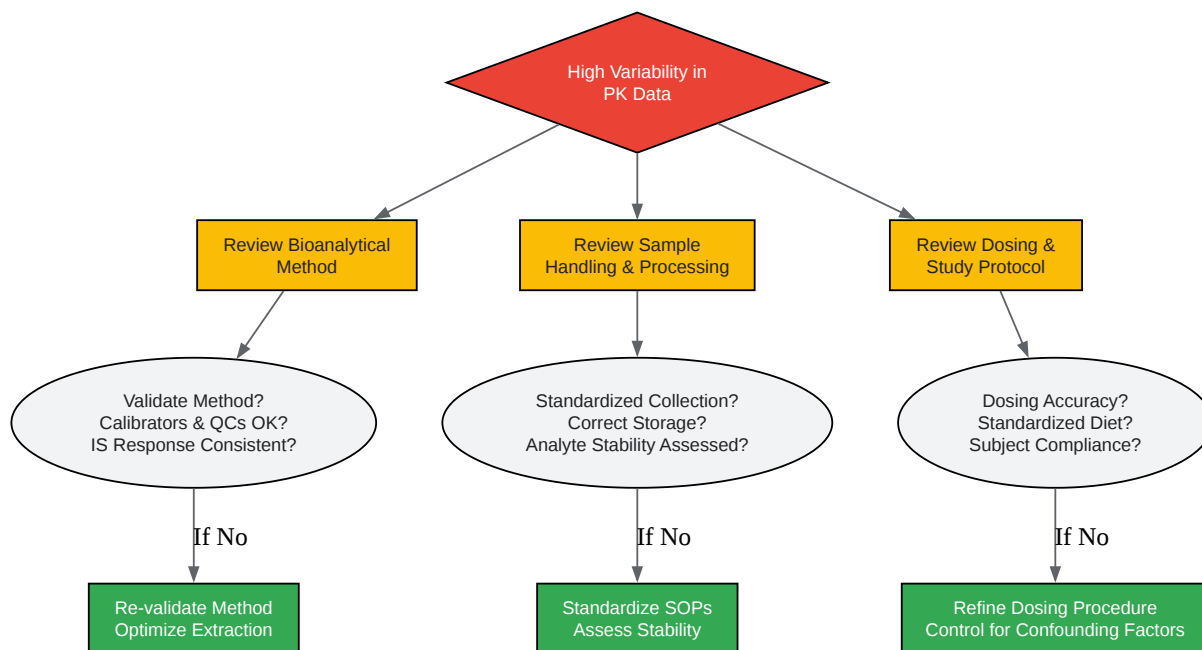 High Variability in
PK Data
Review Bioanalytical
Method
Review Sample
Handling & Processing
Review Dosing &
Study Protocol
Validate Method?
Calibrators & QCs OK?
IS Response Consistent?
Standardized Collection?
Correct Storage?
Analyte Stability Assessed?
Dosing Accuracy?
Standardized Diet?
Subject Compliance?
If No
If No
If No
Re-validate Method
Optimize Extraction
Standardize SOPs
Assess Stability
Refine Dosing Procedure
Control for Confounding Factors